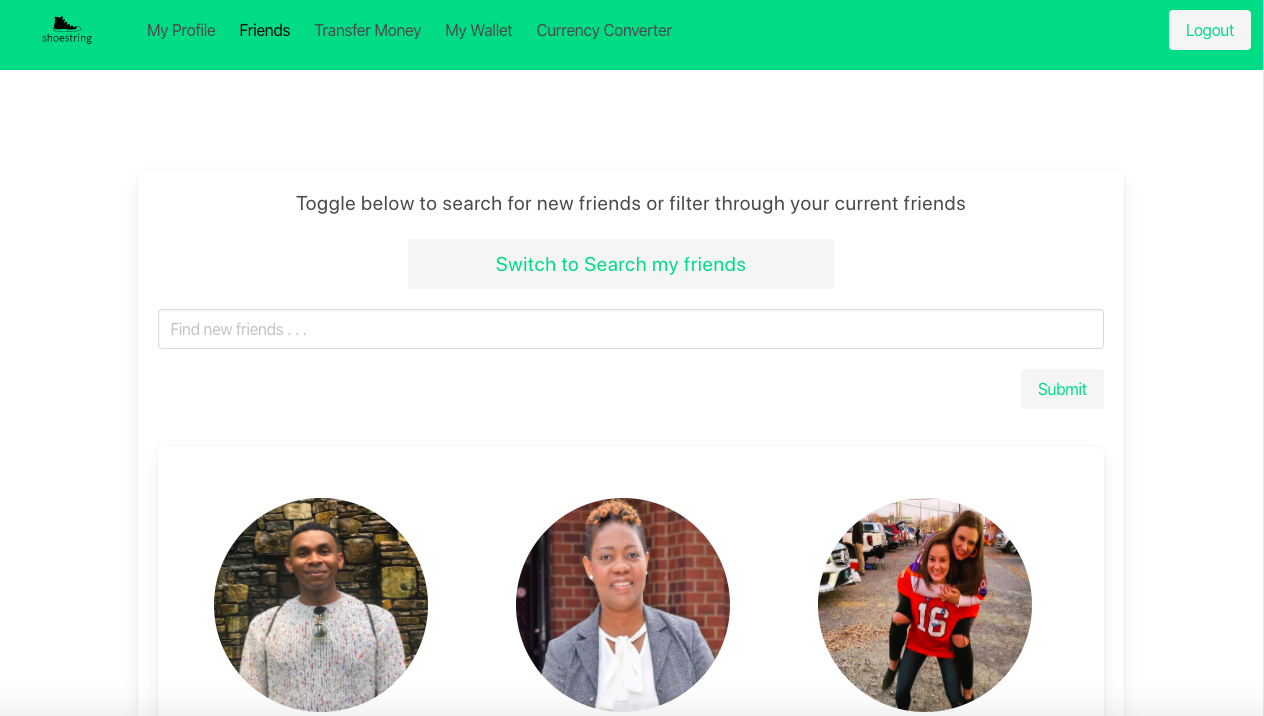 shoestring
My Profile Friends Transfer Money My Wallet Currency Converter Logout
Toggle below to search for new friends or filter through your current friends
Switch to Search my friends
Find new friends . . .
Submit
16